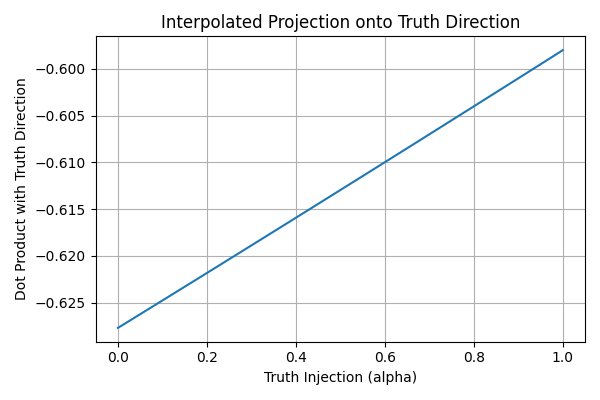 Interpolated Projection onto Truth Direction
Dot Product with Truth Direction
−0.600
−0.605
−0.610
−0.615
−0.620
−0.625
0.0 0.2 0.4 0.6 0.8 1.0
Truth Injection (alpha)